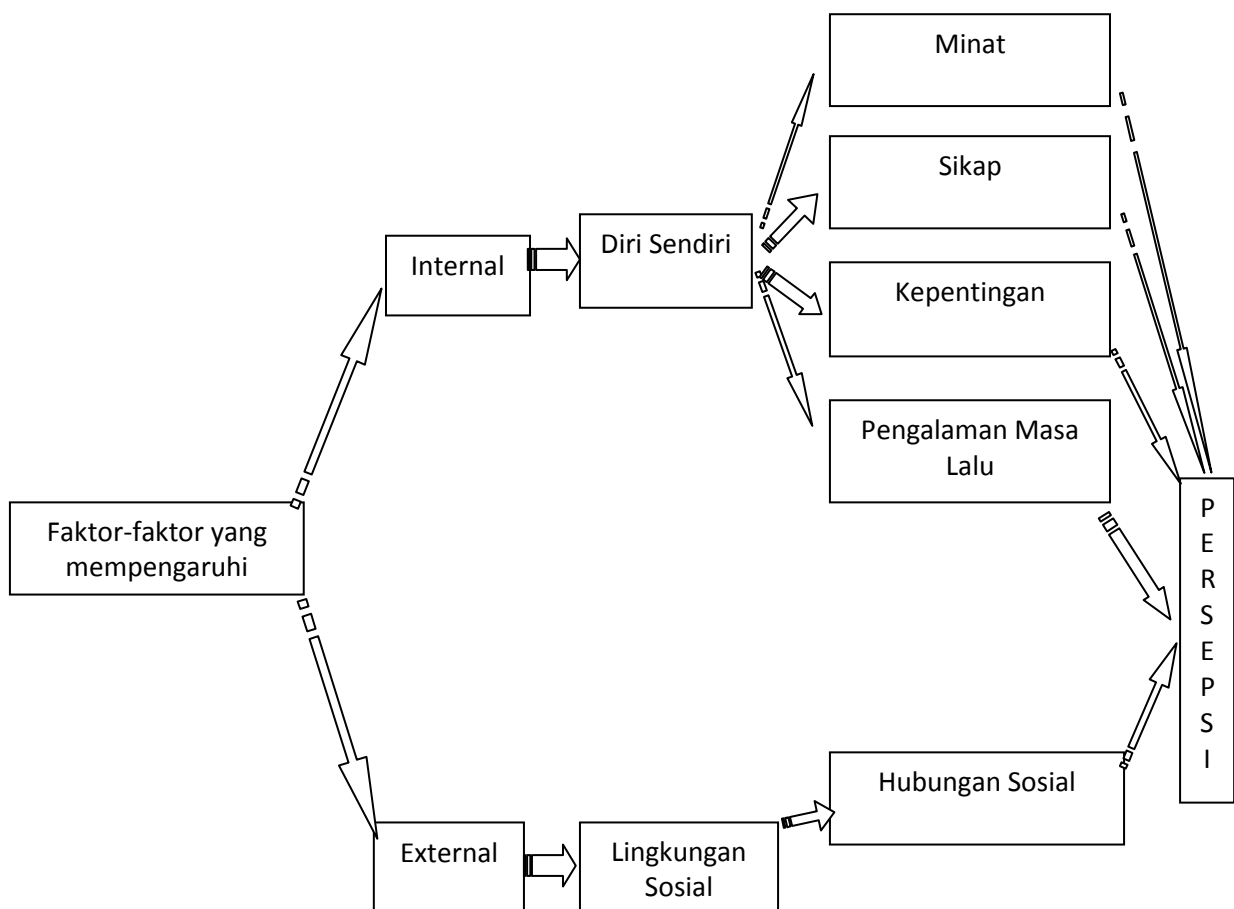 Minat
Sikap
Diri Sendiri
Internal
Kepentingan
Pengalaman Masa
Lalu
Faktor-faktor yang
mempengaruhi
P
E
R
S
E
P
S
I
Hubungan Sosial
External
Lingkungan
Sosial